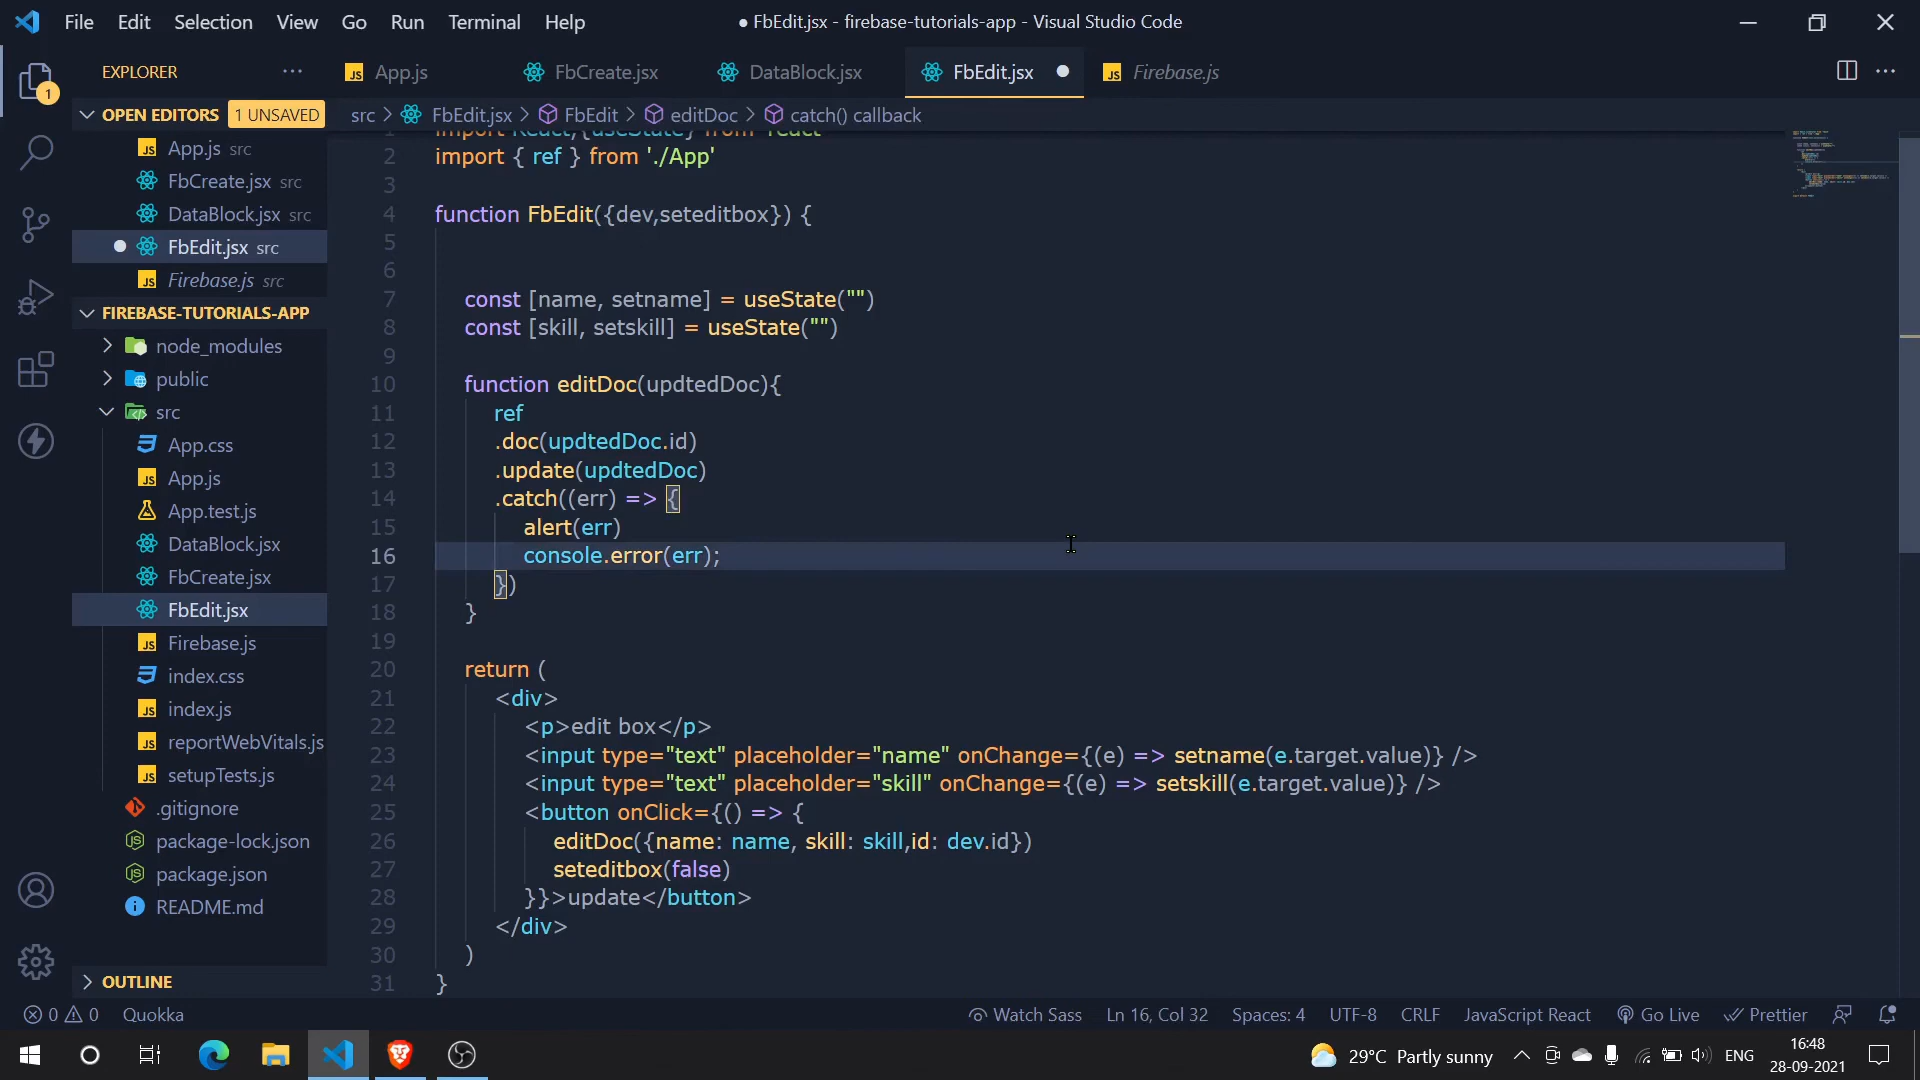 File Edit Selection View Go Run Terminal Help
● FbEdit.jsx - firebase-tutorials-app - Visual Studio Code
EXPLORER
App.js
FbCreate.jsx
DataBlock.jsx
FbEdit.jsx
Firebase.js
OPEN EDITORS 1 UNSAVED
App.js src
FbCreate.jsx src
DataBlock.jsx src
FbEdit.jsx src
Firebase.js src
FIREBASE-TUTORIALS-APP
node_modules
public
src
App.css
App.js
App.test.js
DataBlock.jsx
FbCreate.jsx
FbEdit.jsx
Firebase.js
index.css
index.js
reportWebVitals.js
setupTests.js
.gitignore
package-lock.json
package.json
README.md
OUTLINE
1
src > FbEdit.jsx > FbEdit > editDoc > catch() callback
1 import React,{useState} from 'react'
2 import { ref } from './App'
3
4 function FbEdit({dev,seteditbox}) {
5
6
7 const [name, setname] = useState("")
8 const [skill, setskill] = useState("")
9
10 function editDoc(updtedDoc){
11 ref
12 .doc(updtedDoc.id)
13 .update(updtedDoc)
14 .catch((err) => {
15 alert(err)
16 console.error(err);
17 })
18 }
19
20 return (
21 <div>
22 <p>edit box</p>
23 <input type="text" placeholder="name" onChange={(e) => setname(e.target.value)} />
24 <input type="text" placeholder="skill" onChange={(e) => setskill(e.target.value)} />
25 <button onClick={() => {
26 editDoc({name: name, skill: skill,id: dev.id})
27 seteditbox(false)
28 }}>update</button>
29 </div>
30 )
31 }
0 0 Quokka
Watch Sass Ln 16, Col 32 Spaces: 4 UTF-8 CRLF JavaScript React Go Live Prettier
29°C Partly sunny ENG
16:48
28-09-2021